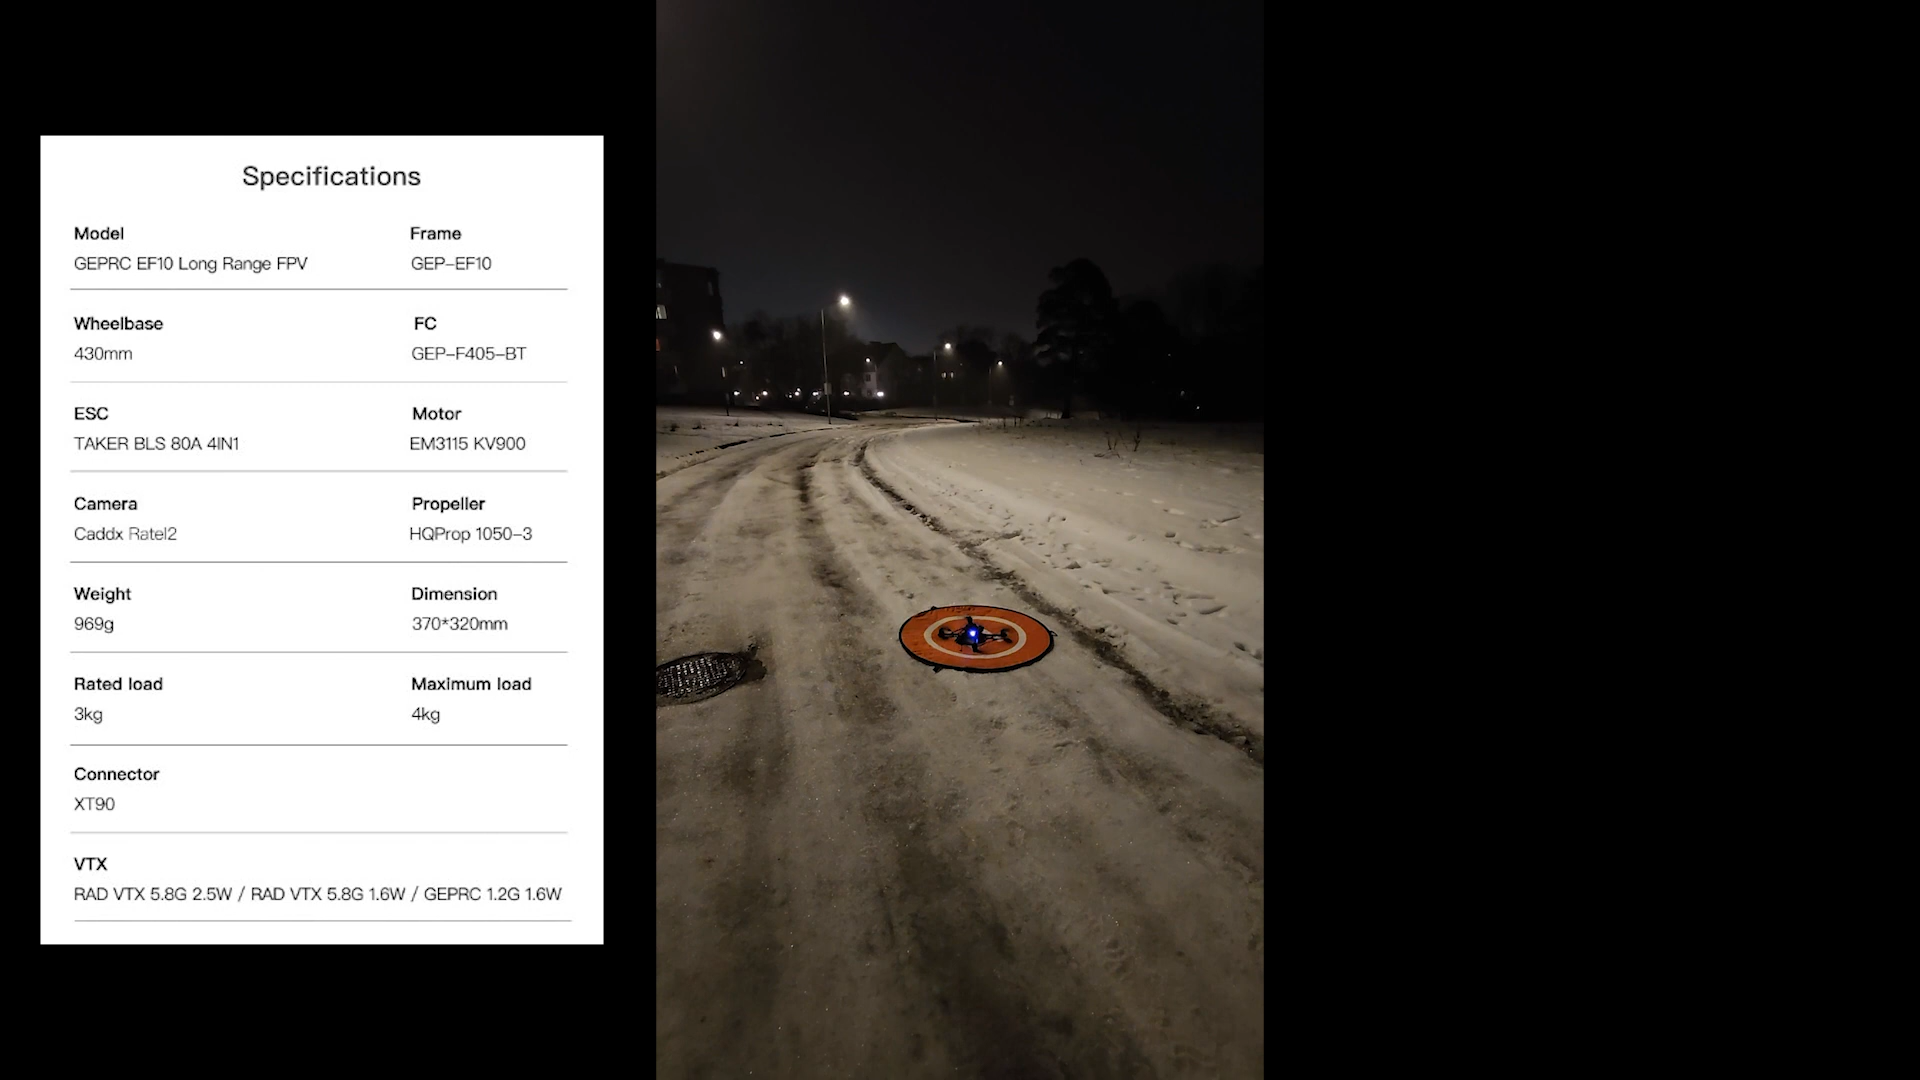 Specifications
Model Frame
GEPRC EF10 Long Range FPV GEP-EF10
Wheelbase FC
430mm GEP-F405-BT
ESC Motor
TAKER BLS 80A 4IN1 EM3115 KV900
Camera Propeller
Caddx Ratel2 HQProp 1050-3
Weight Dimension
969g 370*320mm
Rated load Maximum load
3kg 4kg
Connector
XT90
VTX
RAD VTX 5.8G 2.5W / RAD VTX 5.8G 1.6W / GEPRC 1.2G 1.6W